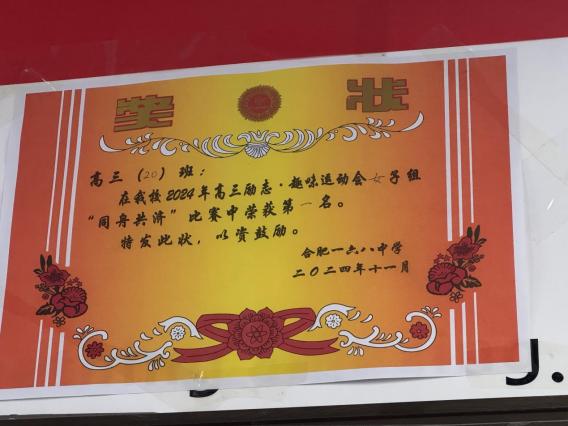 奖状
高三（20）班：
在我校2024年高三励志·趣味运动会女子组
“同舟共济”比赛中荣获第一名。
特发此状，以资鼓励。
合肥一六八中学
二〇二四年十一月
J.